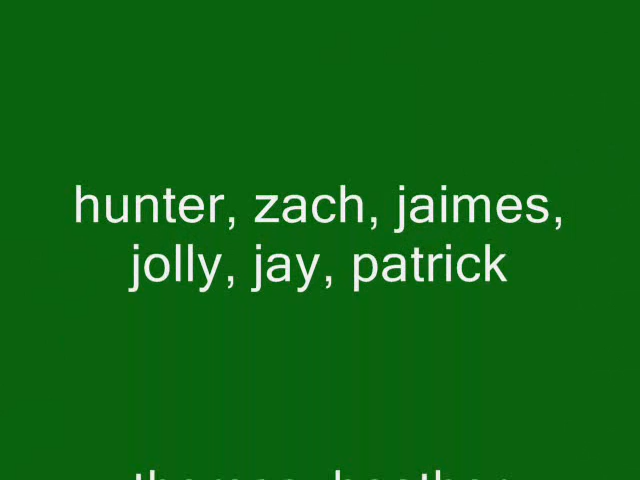 hunter, zach, jaimes,
jolly, jay, patrick